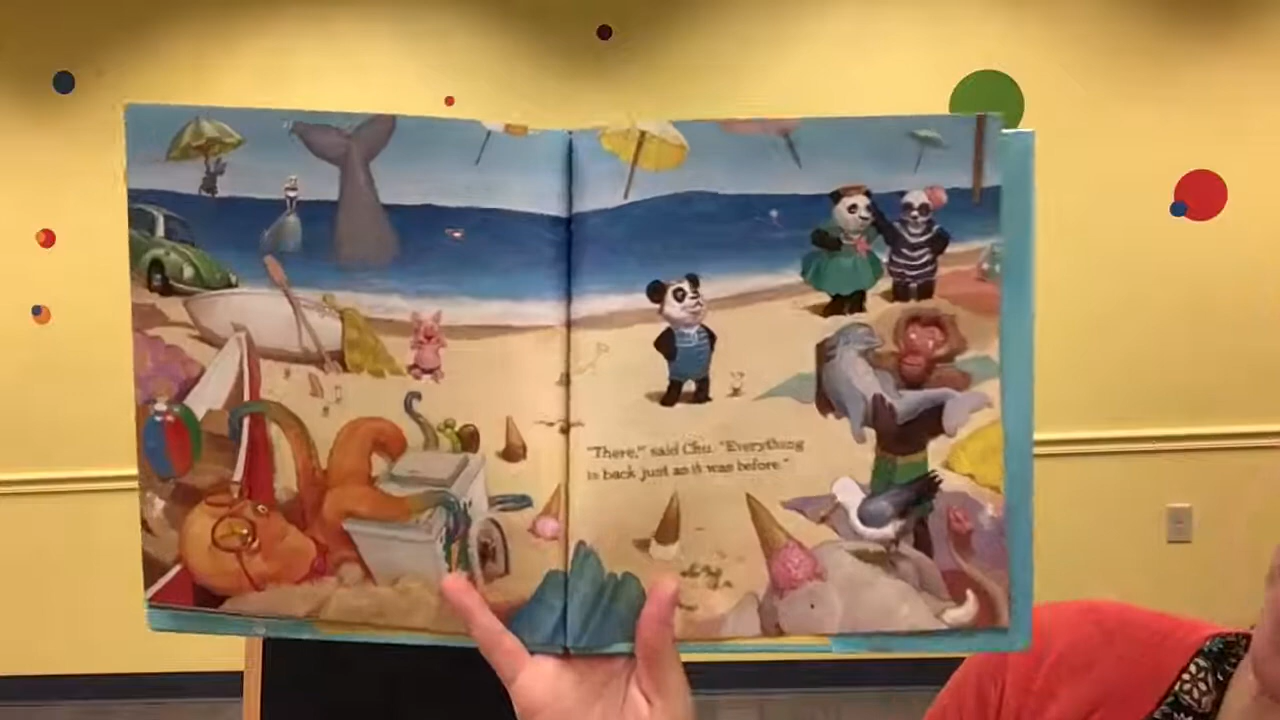 "There," said Chu. "Everything
is back just as it was before."